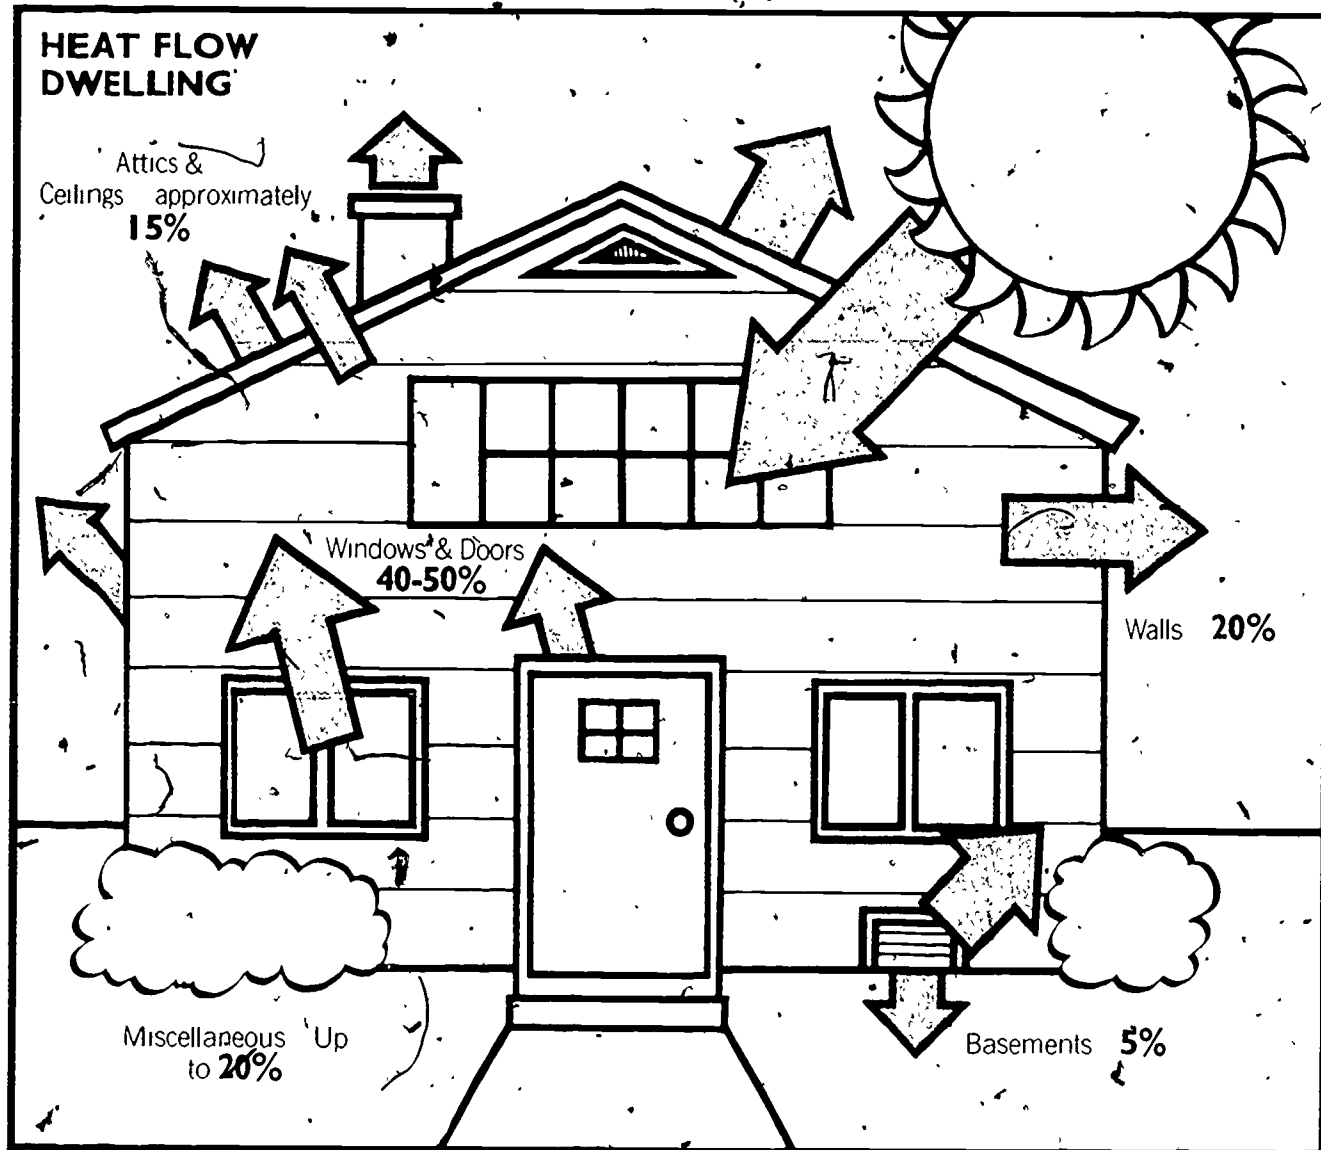 HEAT FLOW
DWELLING
Attics &
Ceilings approximately
15%
Windows & Doors
40-50%
Walls 20%
Miscellaneous Up
to 20%
Basements 5%